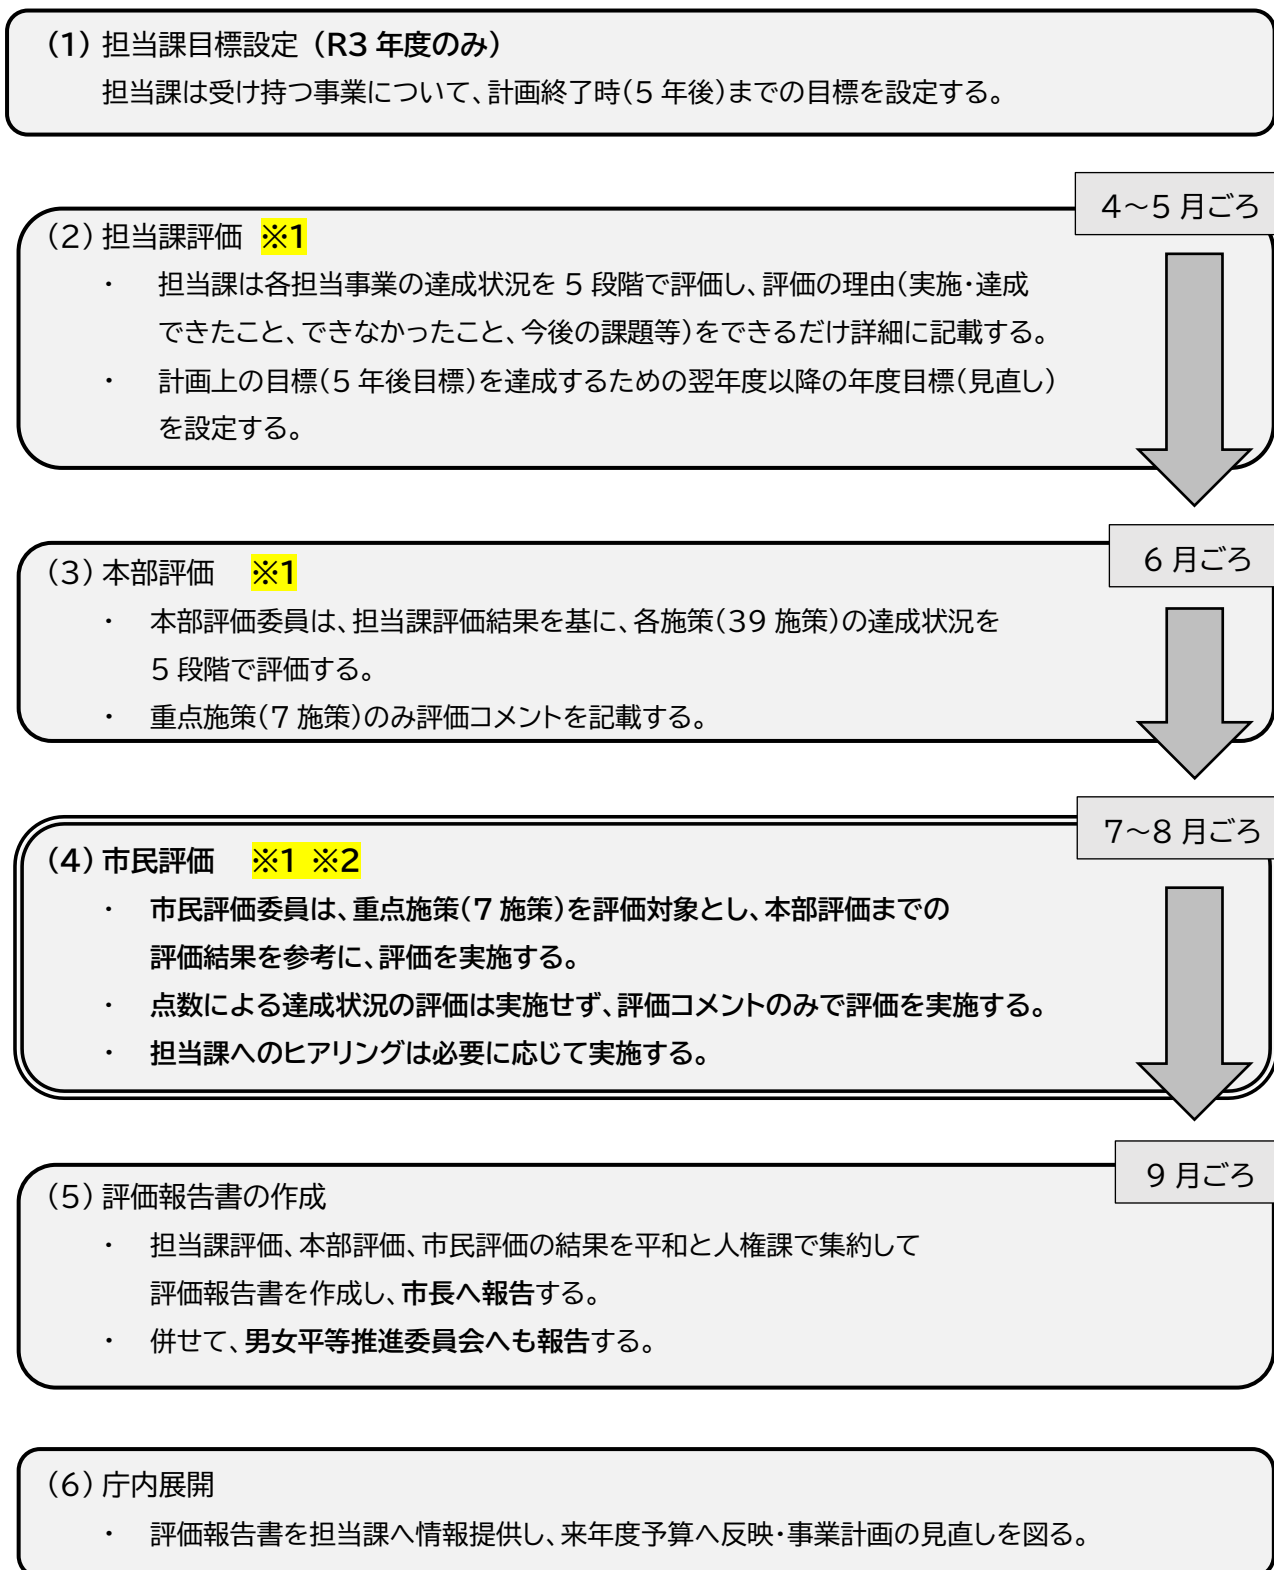 (1) 担当課目標設定（R3 年度のみ）
担当課は受け持つ事業について、計画終了時(5 年後)までの目標を設定する。
4～5 月ごろ
(2) 担当課評価 ※1
・ 担当課は各担当事業の達成状況を 5 段階で評価し、評価の理由(実施・達成
できたこと、できなかったこと、今後の課題等)をできるだけ詳細に記載する。
・ 計画上の目標(5 年後目標)を達成するための翌年度以降の年度目標(見直し)
を設定する。
6 月ごろ
(3) 本部評価 ※1
・ 本部評価委員は、担当課評価結果を基に、各施策(39 施策)の達成状況を
5 段階で評価する。
・ 重点施策(7 施策)のみ評価コメントを記載する。
7～8 月ごろ
(4) 市民評価 ※1 ※2
・ 市民評価委員は、重点施策(7 施策)を評価対象とし、本部評価までの
評価結果を参考に、評価を実施する。
・ 点数による達成状況の評価は実施せず、評価コメントのみで評価を実施する。
・ 担当課へのヒアリングは必要に応じて実施する。
9 月ごろ
(5) 評価報告書の作成
・ 担当課評価、本部評価、市民評価の結果を平和と人権課で集約して
評価報告書を作成し、市長へ報告する。
・ 併せて、男女平等推進委員会へも報告する。
(6) 庁内展開
・ 評価報告書を担当課へ情報提供し、来年度予算へ反映・事業計画の見直しを図る。